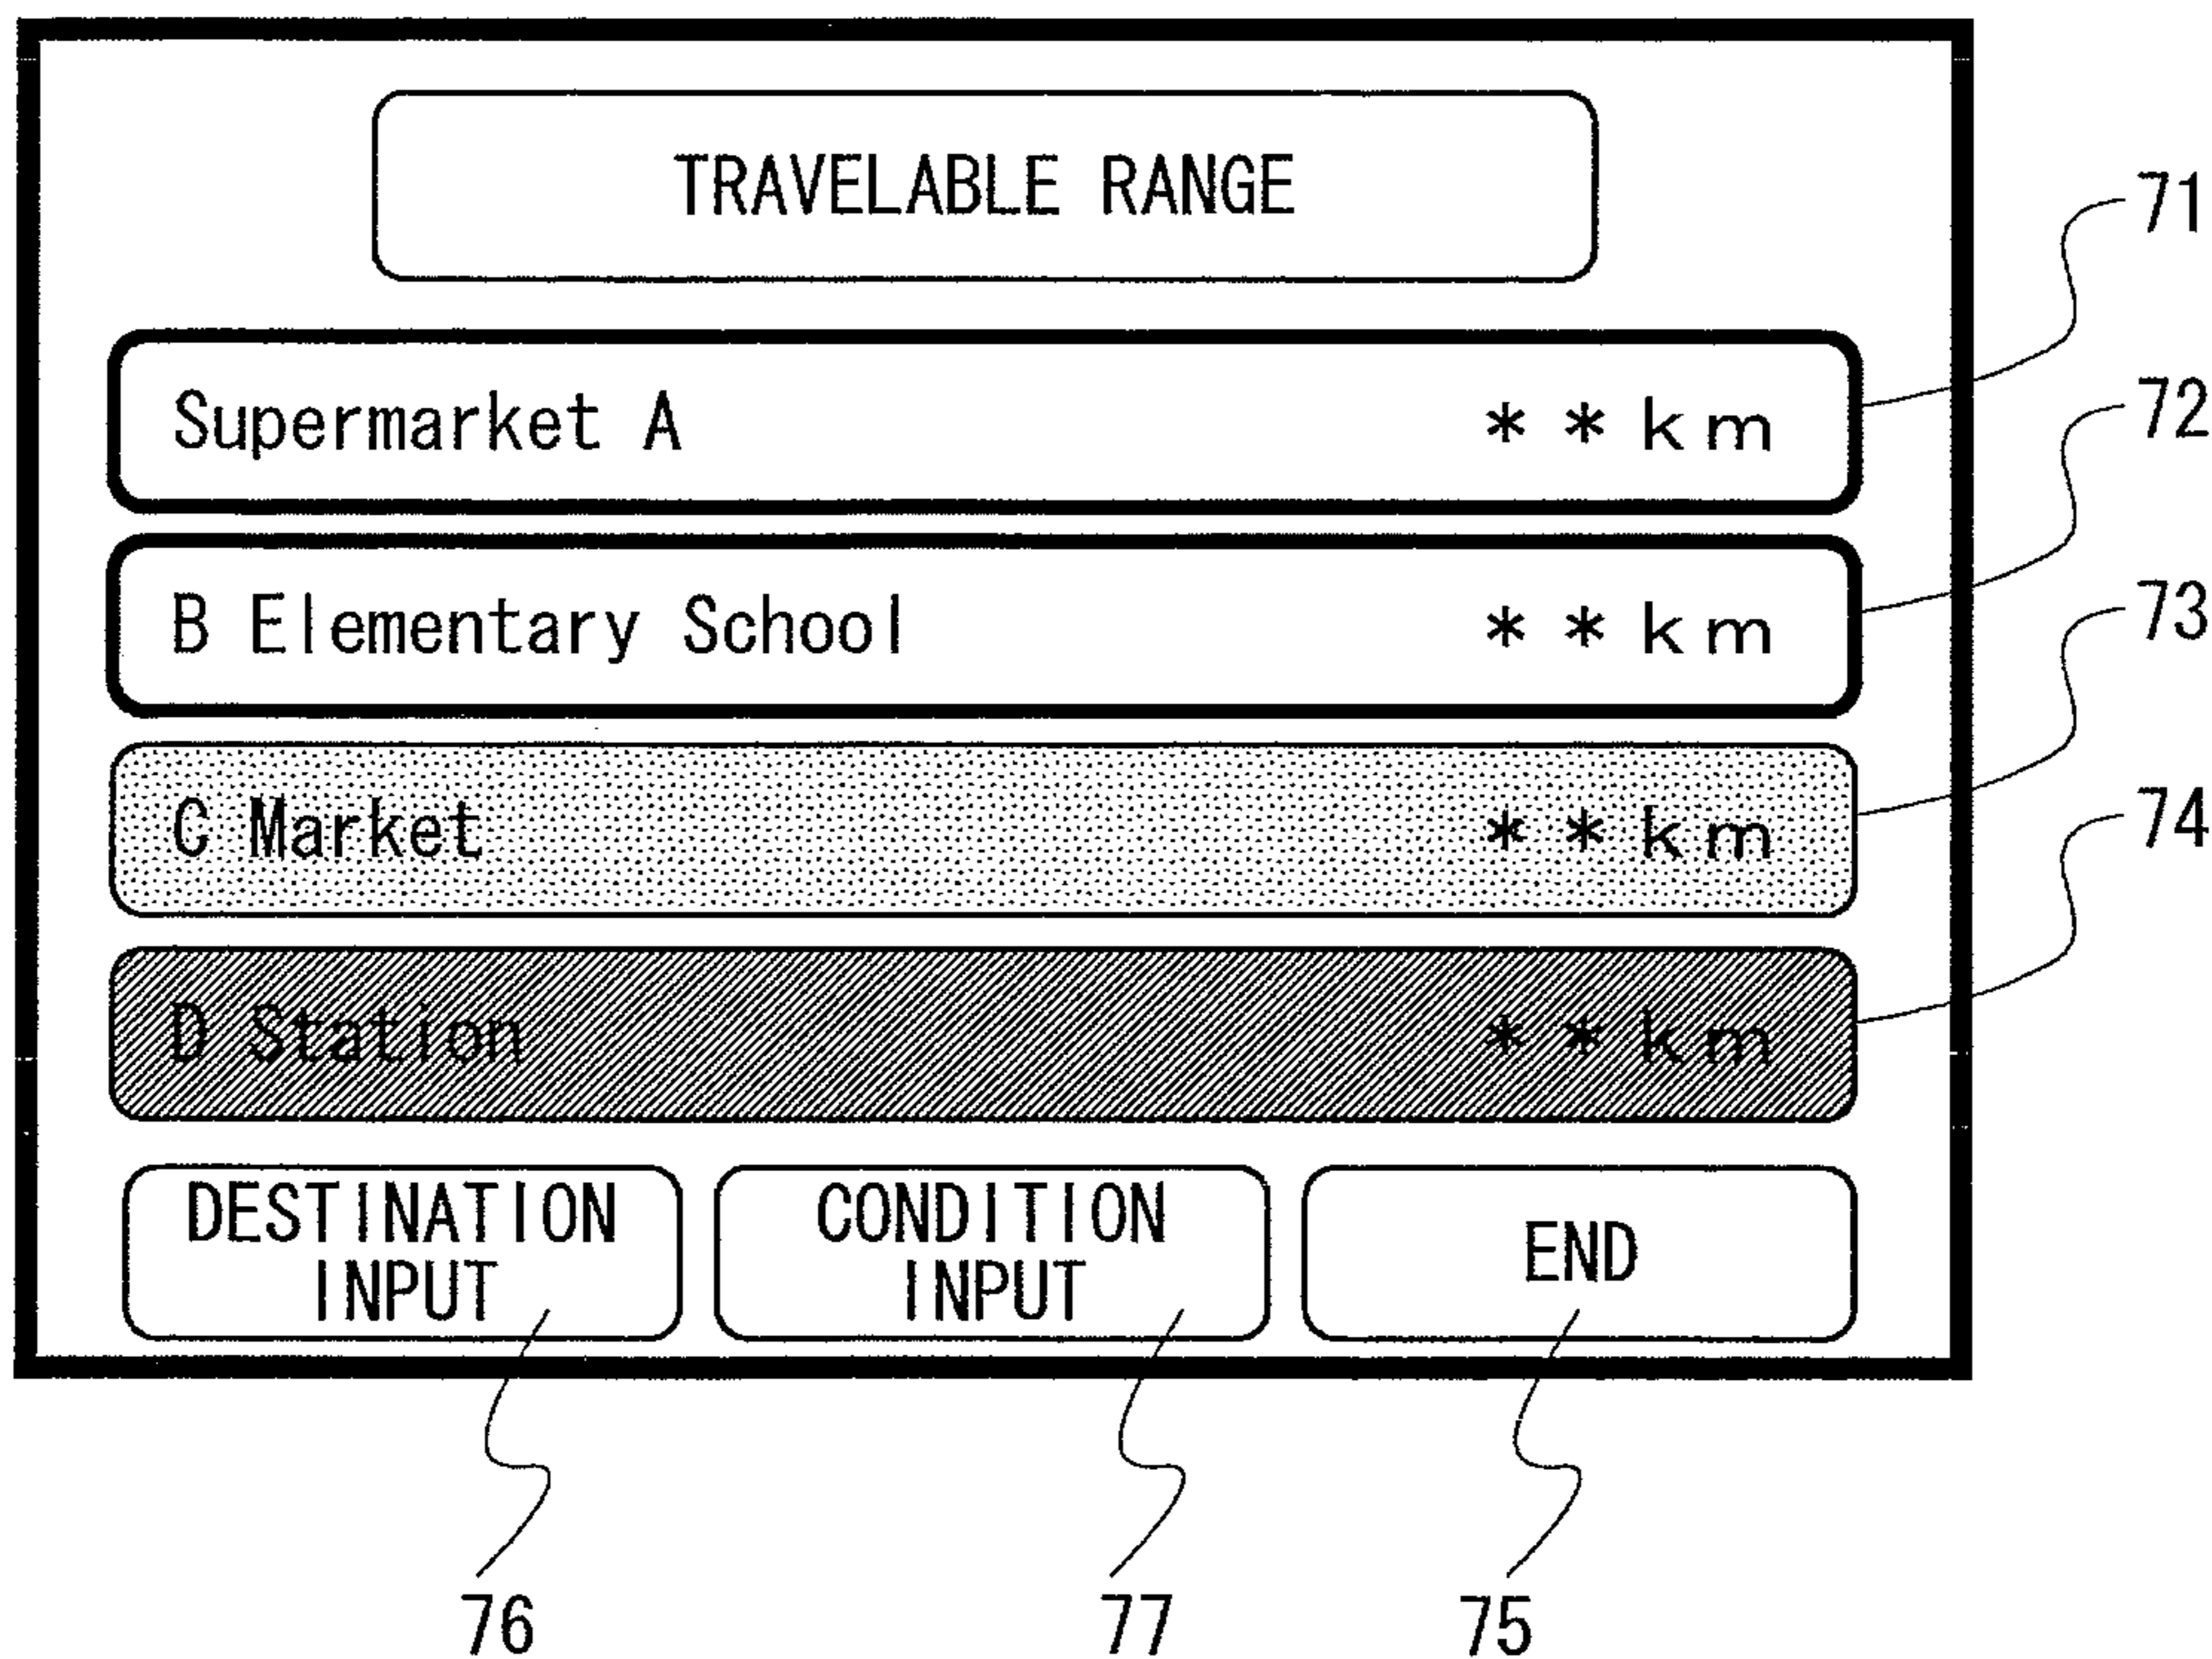 TRAVELABLE RANGE
71
Supermarket A **km
72
B Elementary School **km
73
C Market **km
74
D Station **km
DESTINATION
INPUT
CONDITION
INPUT
END
76
77
75